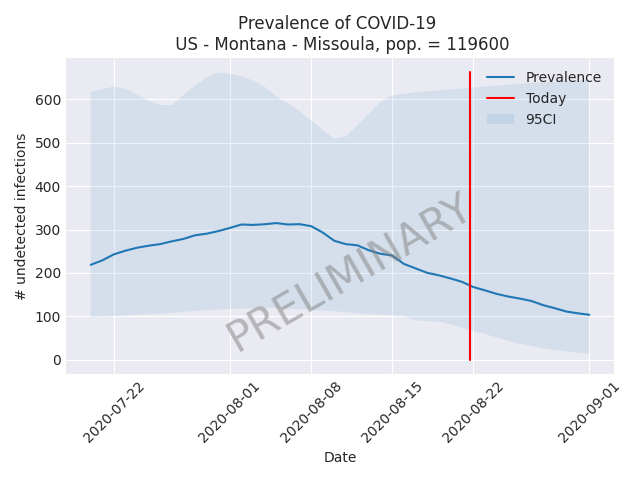 Prevalence of COVID-19
US - Montana - Missoula, pop. = 119600
Prevalence
Today
95CI
600
500
400
300
200
100
0
# undetected infections
PRELIMINARY
2020-07-22
2020-08-01
2020-08-08
2020-08-15
2020-08-22
2020-09-01
Date